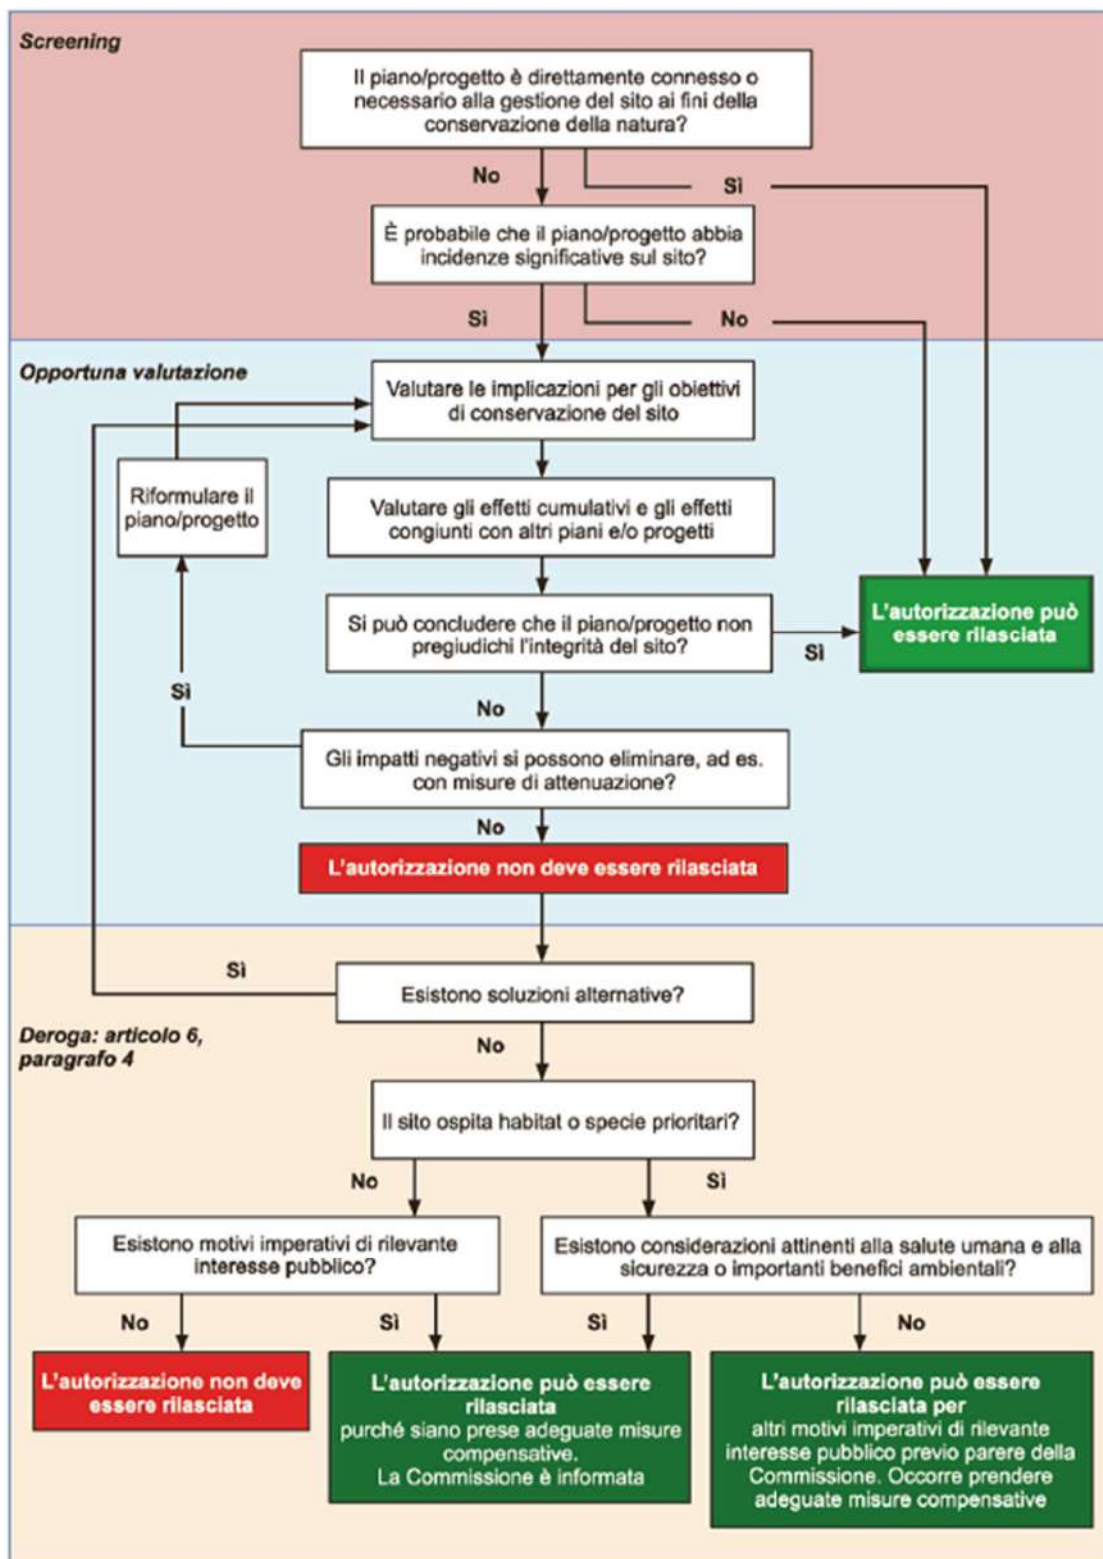 Screening
Il piano/progetto è direttamente connesso o
necessario alla gestione del sito ai fini della
conservazione della natura?
No
Sì
È probabile che il piano/progetto abbia
incidenze significative sul sito?
Sì
No
Opportuna valutazione
Valutare le implicazioni per gli obiettivi
di conservazione del sito
Riformulare il
piano/progetto
Valutare gli effetti cumulativi e gli effetti
congiunti con altri piani e/o progetti
L'autorizzazione può
essere rilasciata
Si può concludere che il piano/progetto non
pregiudichi l'integrità del sito?
Sì
Sì
No
Gli impatti negativi si possono eliminare, ad es.
con misure di attenuazione?
No
L'autorizzazione non deve essere rilasciata
Sì
Esistono soluzioni alternative?
Deroga: articolo 6,
paragrafo 4
No
Il sito ospita habitat o specie prioritari?
No
Sì
Esistono motivi imperativi di rilevante
interesse pubblico?
Esistono considerazioni attinenti alla salute umana e alla
sicurezza o importanti benefici ambientali?
No
Sì
Sì
No
L'autorizzazione non deve
essere rilasciata
L'autorizzazione può essere
rilasciata
purché siano prese adeguate misure
compensative.
La Commissione è informata
L'autorizzazione può essere
rilasciata per
altri motivi imperativi di rilevante
interesse pubblico previo parere della
Commissione. Occorre prendere
adeguate misure compensative